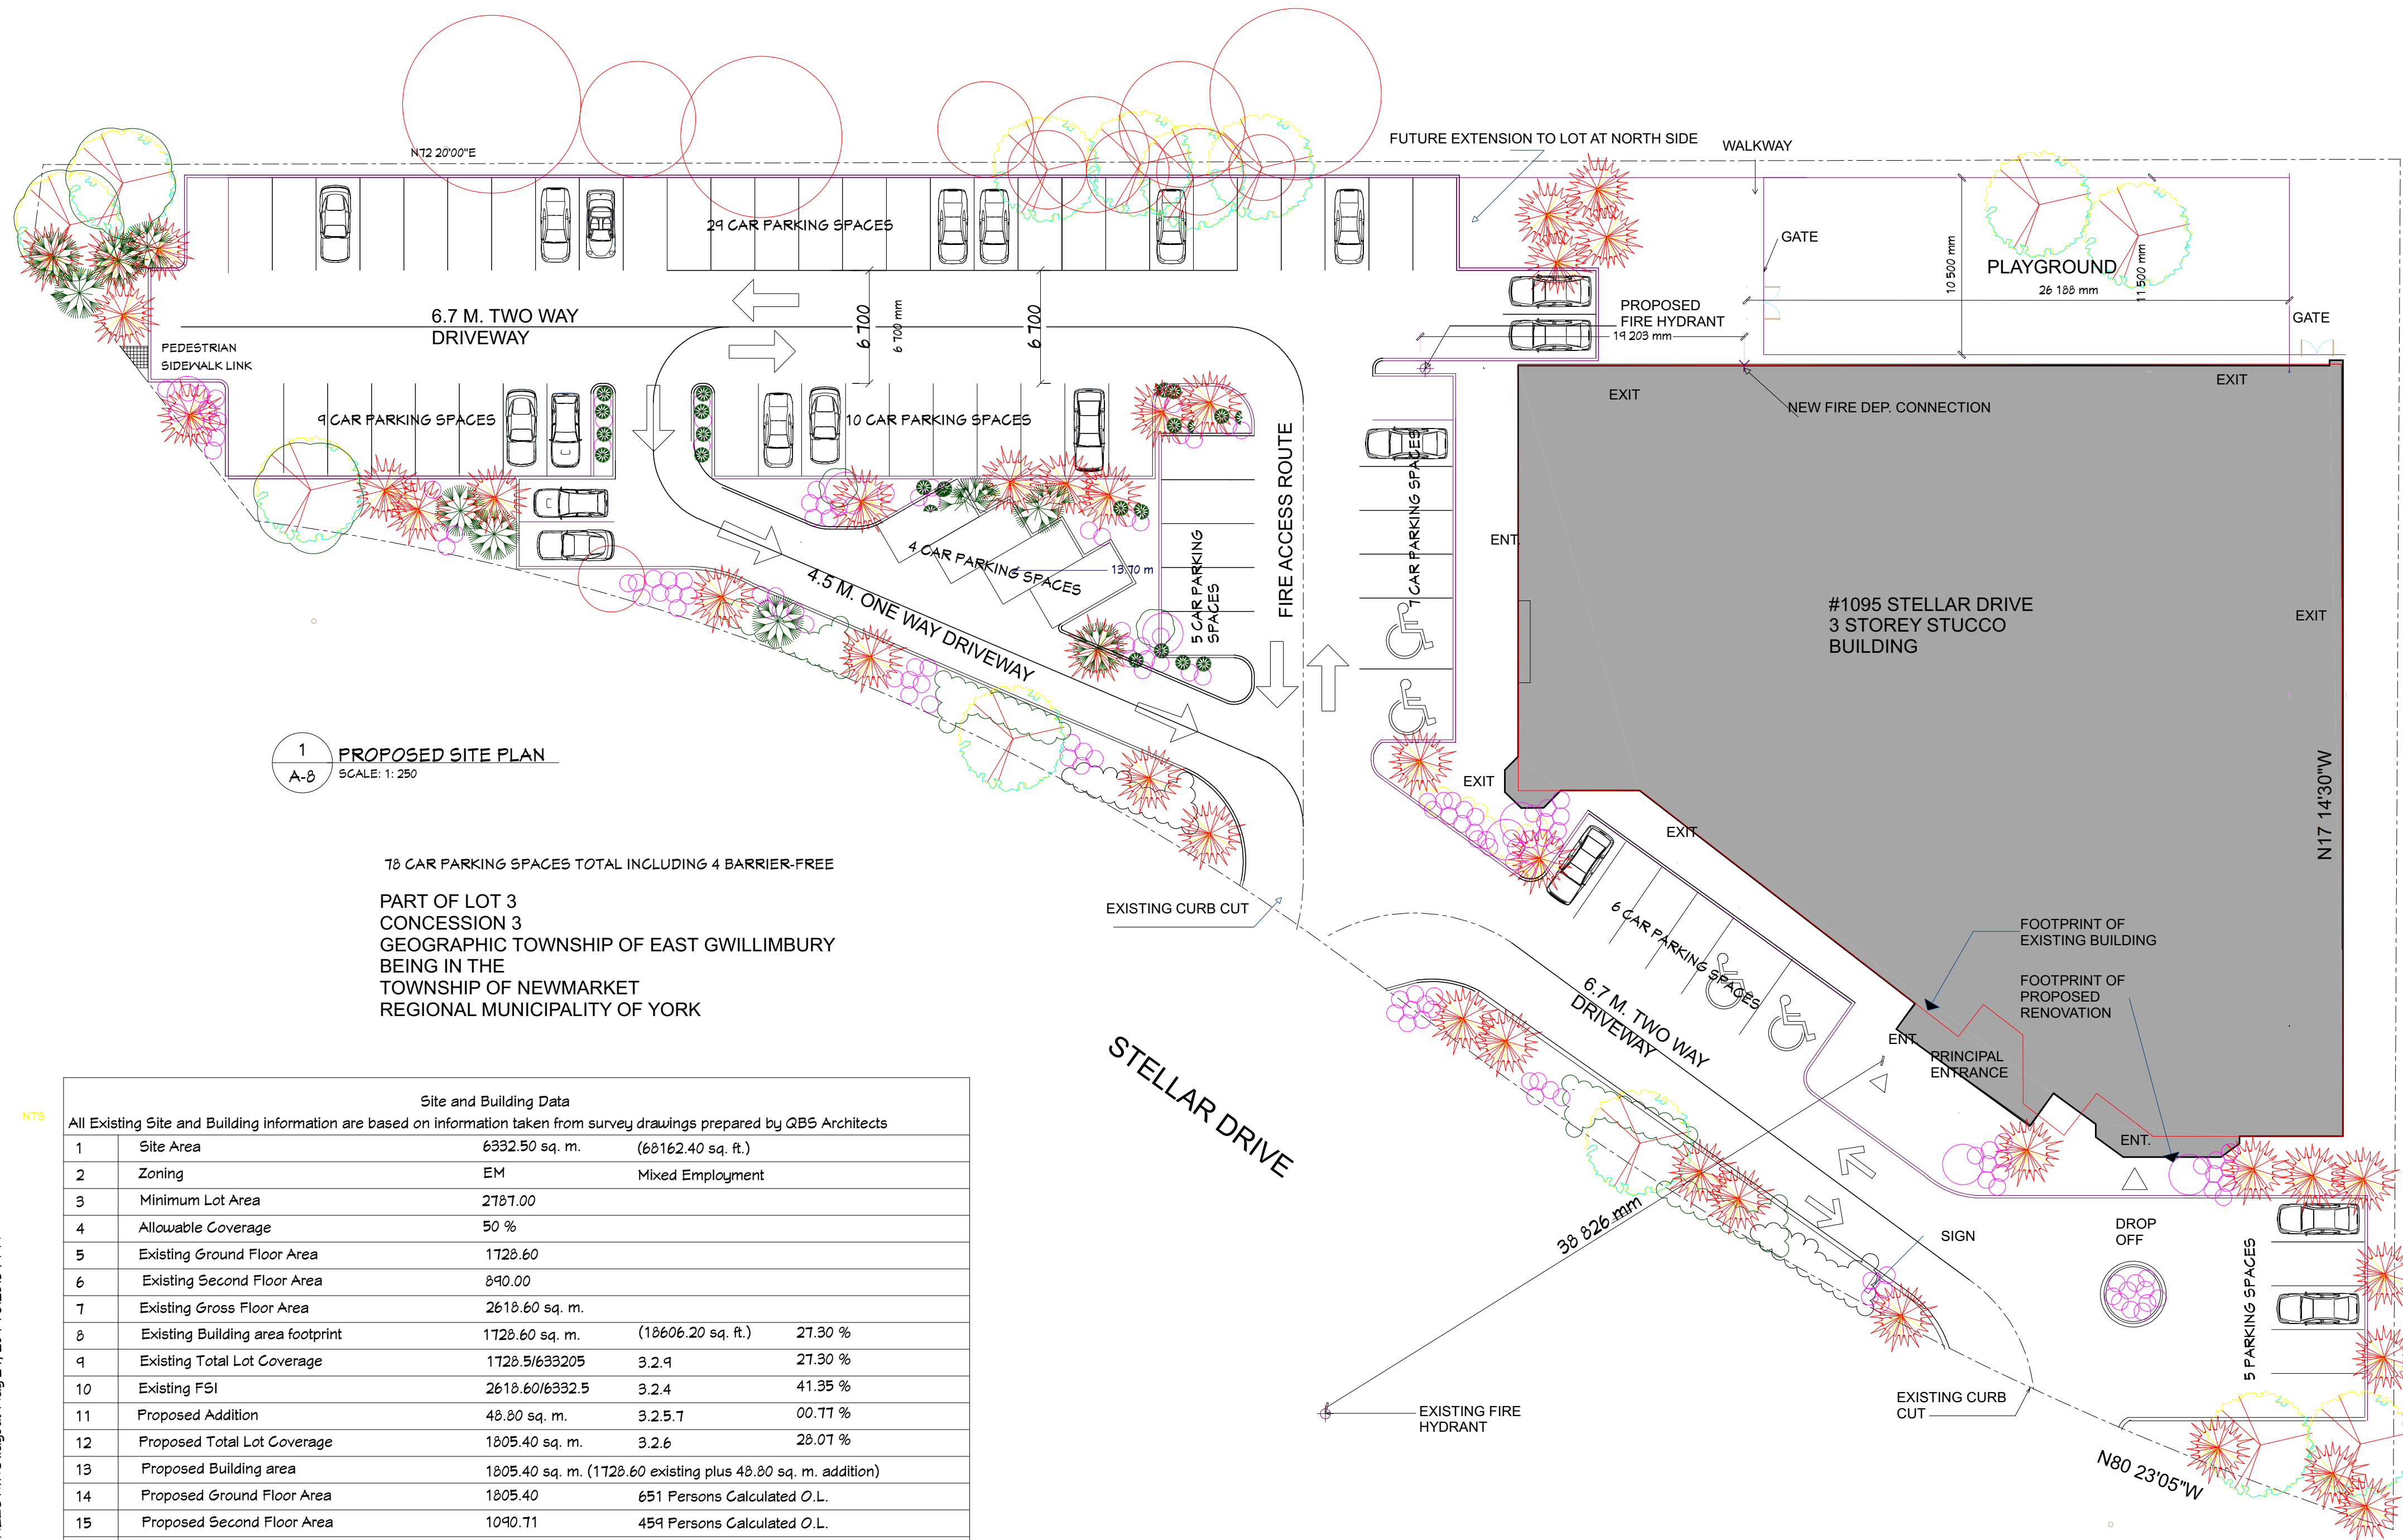 N72 20'00"E
FUTURE EXTENSION TO LOT AT NORTH SIDE
WALKWAY
29 CAR PARKING SPACES
GATE
10 500 mm
PLAYGROUND
11 500 mm
26 188 mm
GATE
6.7 M. TWO WAY
DRIVEWAY
6 700
6 700 mm
6 700
PROPOSED
FIRE HYDRANT
19 203 mm
PEDESTRIAN
SIDEWALK LINK
EXIT
EXIT
NEW FIRE DEP. CONNECTION
9 CAR PARKING SPACES
10 CAR PARKING SPACES
FIRE ACCESS ROUTE
7 CAR PARKING SPACES
ENT.
4 CAR PARKING SPACES
13.70 m
5 CAR PARKING
SPACES
4.5 M. ONE WAY DRIVEWAY
#1095 STELLAR DRIVE
3 STOREY STUCCO
BUILDING
EXIT
1
A-8
PROPOSED SITE PLAN
SCALE: 1: 250
EXIT
EXIT
N17 14'30"W
78 CAR PARKING SPACES TOTAL INCLUDING 4 BARRIER-FREE
PART OF LOT 3
CONCESSION 3
GEOGRAPHIC TOWNSHIP OF EAST GWILLIMBURY
BEING IN THE
TOWNSHIP OF NEWMARKET
REGIONAL MUNICIPALITY OF YORK
EXISTING CURB CUT
6 CAR PARKING SPACES
FOOTPRINT OF
EXISTING BUILDING
FOOTPRINT OF
PROPOSED
RENOVATION
6.7 M. TWO WAY
DRIVEWAY
ENT.
PRINCIPAL
ENTRANCE
STELLAR DRIVE
ENT.
38 826 mm
SIGN
DROP
OFF
5 PARKING SPACES
EXISTING FIRE
HYDRANT
EXISTING CURB
CUT
N80 23'05"W
NTS
Site and Building Data
All Existing Site and Building information are based on information taken from survey drawings prepared by QBS Architects
1 Site Area 6332.50 sq. m. (68162.40 sq. ft.)
2 Zoning EM Mixed Employment
3 Minimum Lot Area 2787.00
4 Allowable Coverage 50 %
5 Existing Ground Floor Area 1728.60
6 Existing Second Floor Area 890.00
7 Existing Gross Floor Area 2618.60 sq. m.
8 Existing Building area footprint 1728.60 sq. m. (18606.20 sq. ft.) 27.30 %
9 Existing Total Lot Coverage 1728.5/633205 3.2.9 27.30 %
10 Existing FSI 2618.60/6332.5 3.2.4 41.35 %
11 Proposed Addition 48.80 sq. m. 3.2.5.7 00.77 %
12 Proposed Total Lot Coverage 1805.40 sq. m. 3.2.6 28.07 %
13 Proposed Building area 1805.40 sq. m. (1728.60 existing plus 48.80 sq. m. addition)
14 Proposed Ground Floor Area 1805.40 651 Persons Calculated O.L.
15 Proposed Second Floor Area 1090.71 459 Persons Calculated O.L.